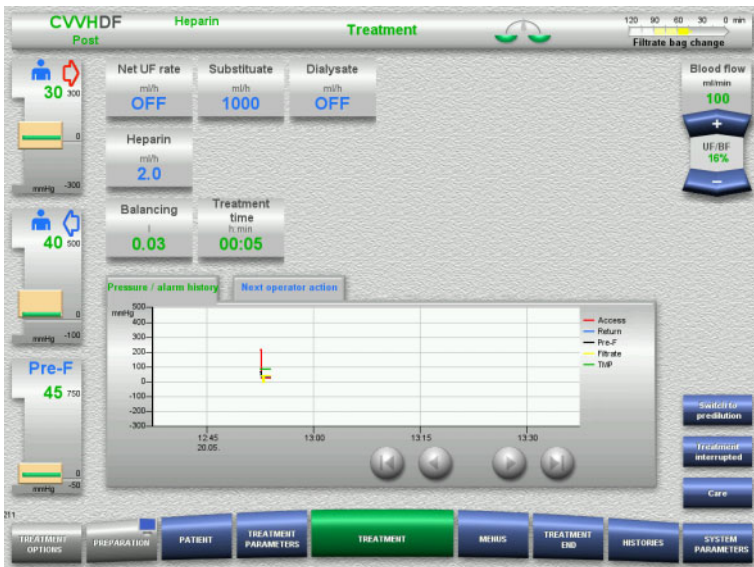 CVVHDF
Post
Heparin
Treatment
120 90 60 30 0 min
Filtrate bag change
30 300
0
mmHg -300
40 500
0
mmHg -100
Pre-F
45 750
0
mmHg -50
Net UF rate
ml/h
OFF
Substituate
ml/h
1000
Dialysate
ml/h
OFF
Heparin
ml/h
2.0
Balancing
l
0.03
Treatment
time
h:min
00:05
Blood flow
ml/min
100
+
UF/BF
16%
–
Pressure / alarm history
Next operator action
mmHg
500
400
300
200
100
0
-100
-200
-300
12:45
20.05.
13:00
13:15
13:30
Access
Return
Pre-F
Filtrate
TMP
Switch to
predilution
Treatment
interrupted
Care
211
TREATMENT
OPTIONS
PREPARATION
PATIENT
TREATMENT
PARAMETERS
TREATMENT
MENUS
TREATMENT
END
HISTORIES
SYSTEM
PARAMETERS